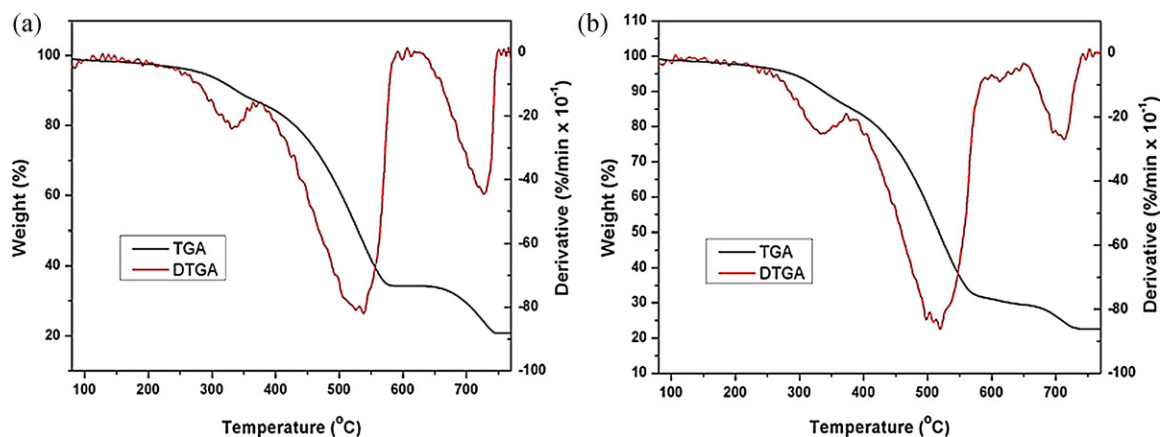 (a)
100
80
60
40
20
Weight (%)
TGA
DTGA
0
-20
-40
-60
-80
-100
Derivative (%/min x 10⁻¹)
100 200 300 400 500 600 700
Temperature (°C)
(b)
110
100
90
80
70
60
50
40
30
20
10
Weight (%)
TGA
DTGA
0
-20
-40
-60
-80
-100
Derivative (%/min x 10⁻¹)
100 200 300 400 500 600 700
Temperature (°C)